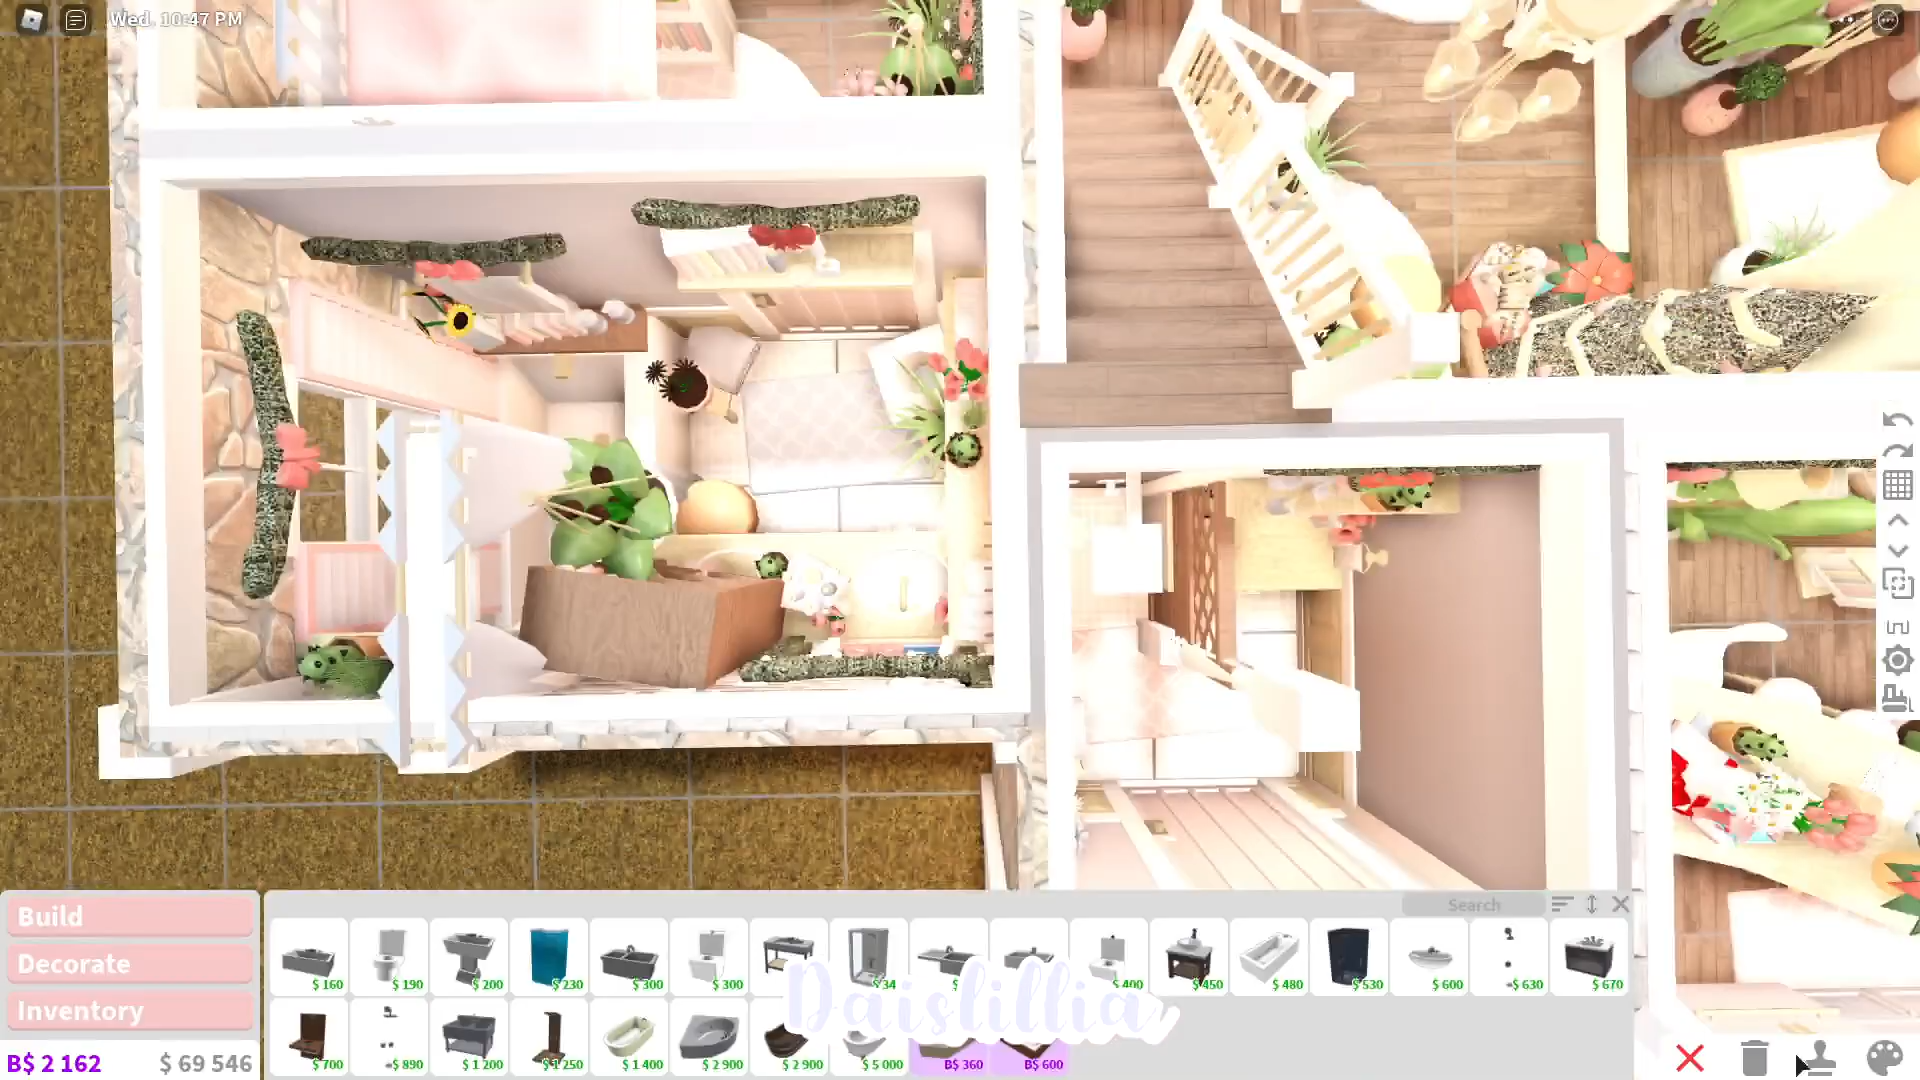 Wed. 10:47 PM
Build
Decorate
Inventory
B$ 2 162
$ 69 546
Search
$ 160
$ 190
$ 200
$ 230
$ 300
$ 300
$ 400
$ 450
$ 480
$ 530
$ 600
$ 630
$ 670
$ 700
$ 890
$ 1 200
$ 1 250
$ 1 400
$ 2 900
$ 2 900
$ 5 000
B$ 360
B$ 600
Daislillia